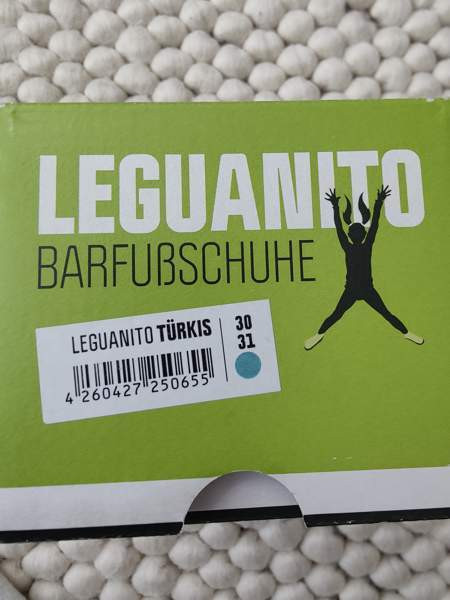 LEGUANITO
BARFUßSCHUHE
LEGUANITO TÜRKIS
30
31
4 260427 250655